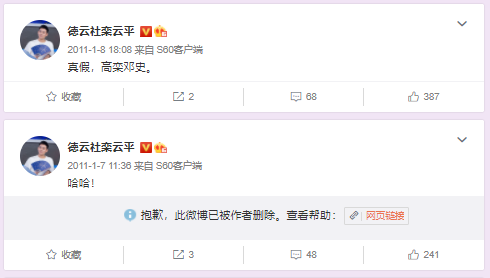 德云社栾云平
2011-1-8 18:08 来自 S60客户端
真假，高栾邓史。
收藏 2 68 387
德云社栾云平
2011-1-7 11:36 来自 S60客户端
哈哈！
抱歉，此微博已被作者删除。查看帮助： 网页链接
收藏 3 48 241